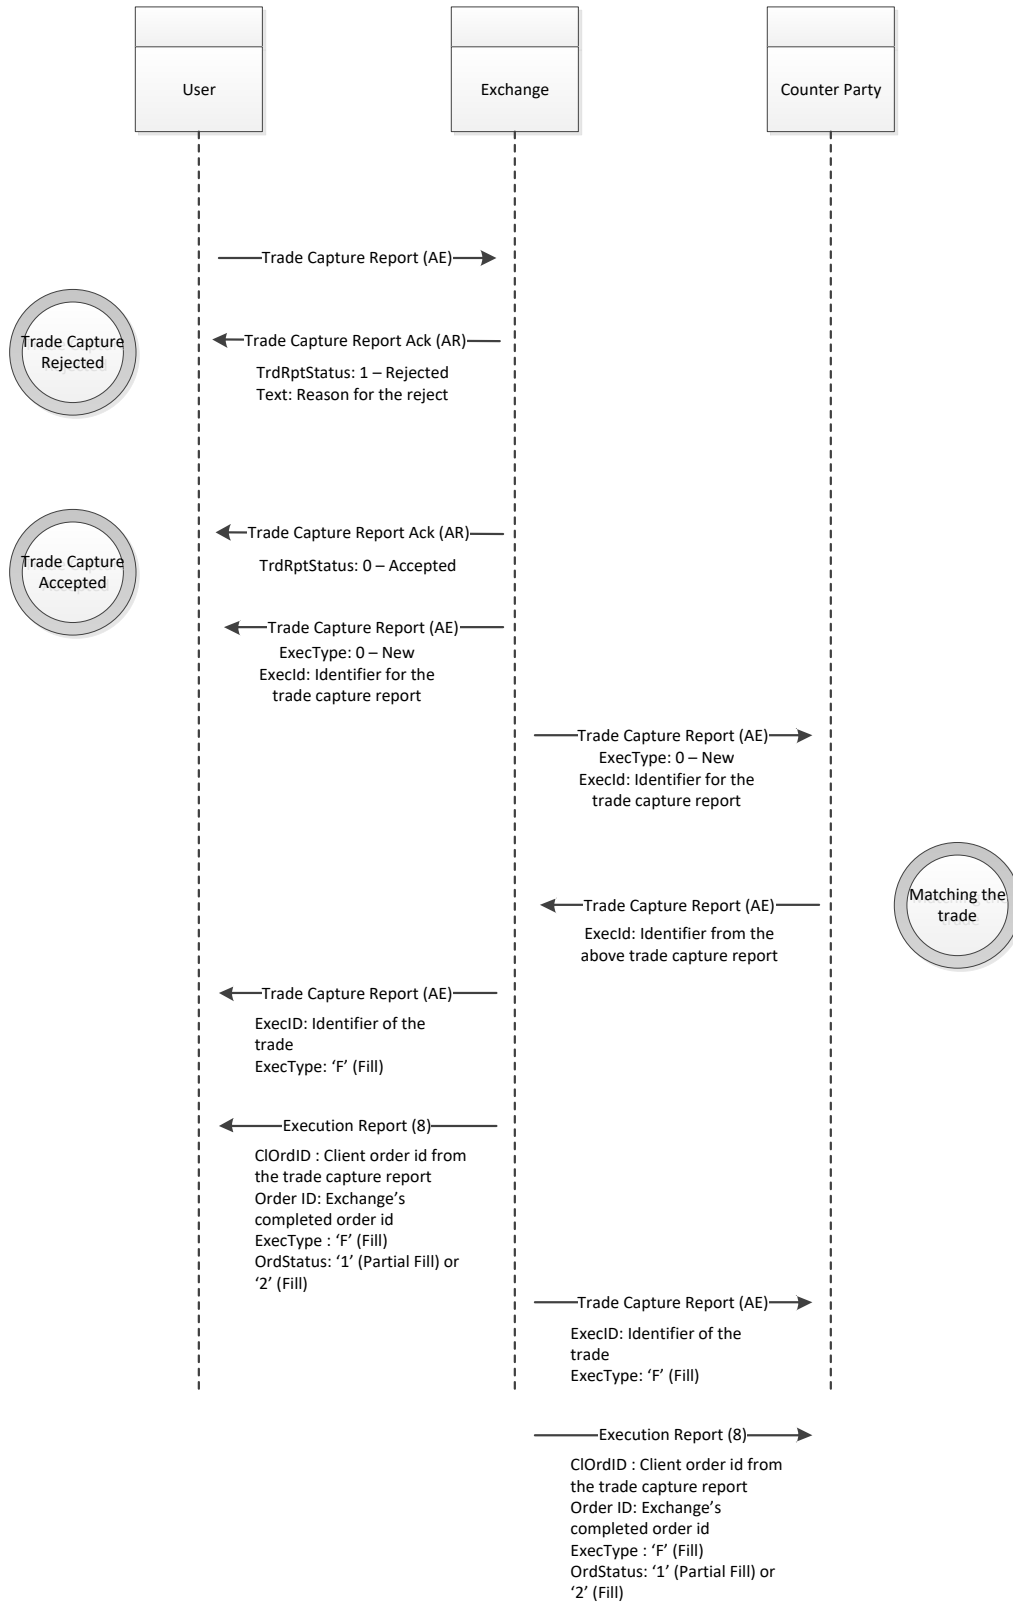 User
Exchange
Counter Party
Trade Capture Report (AE)
Trade Capture
Rejected
Trade Capture Report Ack (AR)
TrdRptStatus: 1 – Rejected
Text: Reason for the reject
Trade Capture
Accepted
Trade Capture Report Ack (AR)
TrdRptStatus: 0 – Accepted
Trade Capture Report (AE)
ExecType: 0 – New
ExecId: Identifier for the
trade capture report
Trade Capture Report (AE)
ExecType: 0 – New
ExecId: Identifier for the
trade capture report
Matching the
trade
Trade Capture Report (AE)
ExecId: Identifier from the
above trade capture report
Trade Capture Report (AE)
ExecID: Identifier of the
trade
ExecType: ‘F’ (Fill)
Execution Report (8)
ClOrdID : Client order id from
the trade capture report
Order ID: Exchange’s
completed order id
ExecType : ‘F’ (Fill)
OrdStatus: ‘1’ (Partial Fill) or
‘2’ (Fill)
Trade Capture Report (AE)
ExecID: Identifier of the
trade
ExecType: ‘F’ (Fill)
Execution Report (8)
ClOrdID : Client order id from
the trade capture report
Order ID: Exchange’s
completed order id
ExecType : ‘F’ (Fill)
OrdStatus: ‘1’ (Partial Fill) or
‘2’ (Fill)